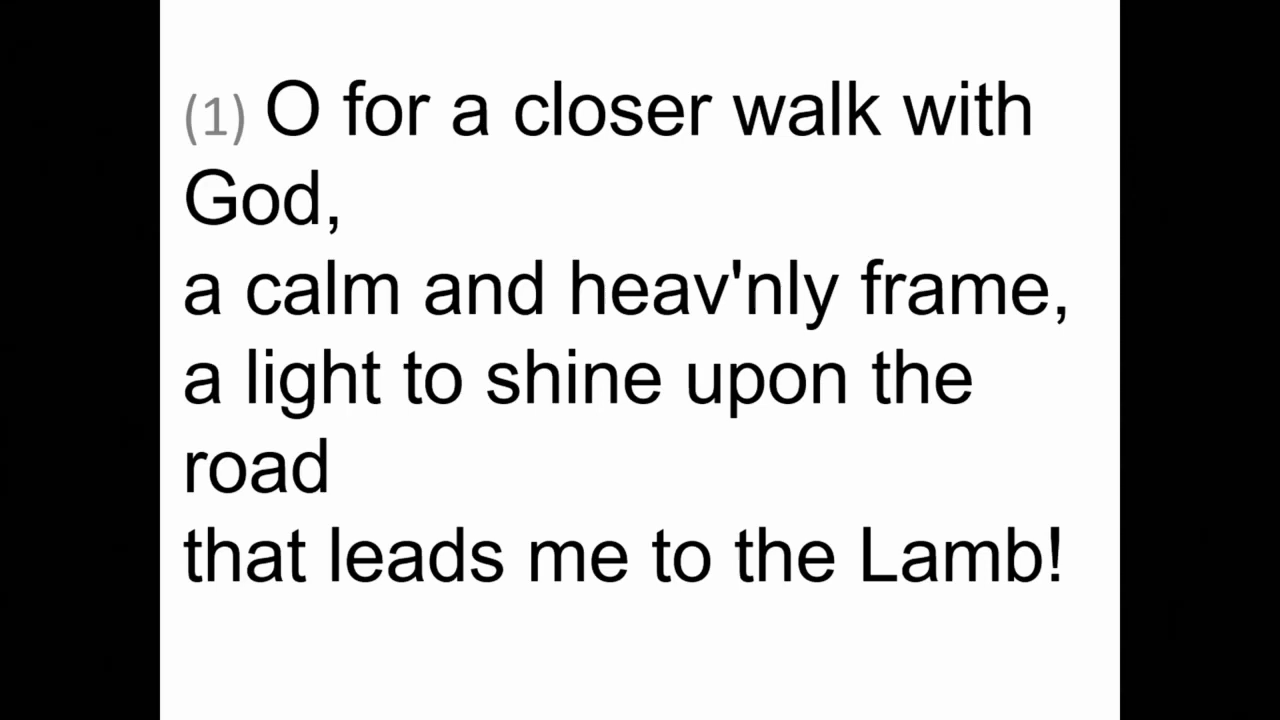 (1) O for a closer walk with
God,
a calm and heav'nly frame,
a light to shine upon the
road
that leads me to the Lamb!